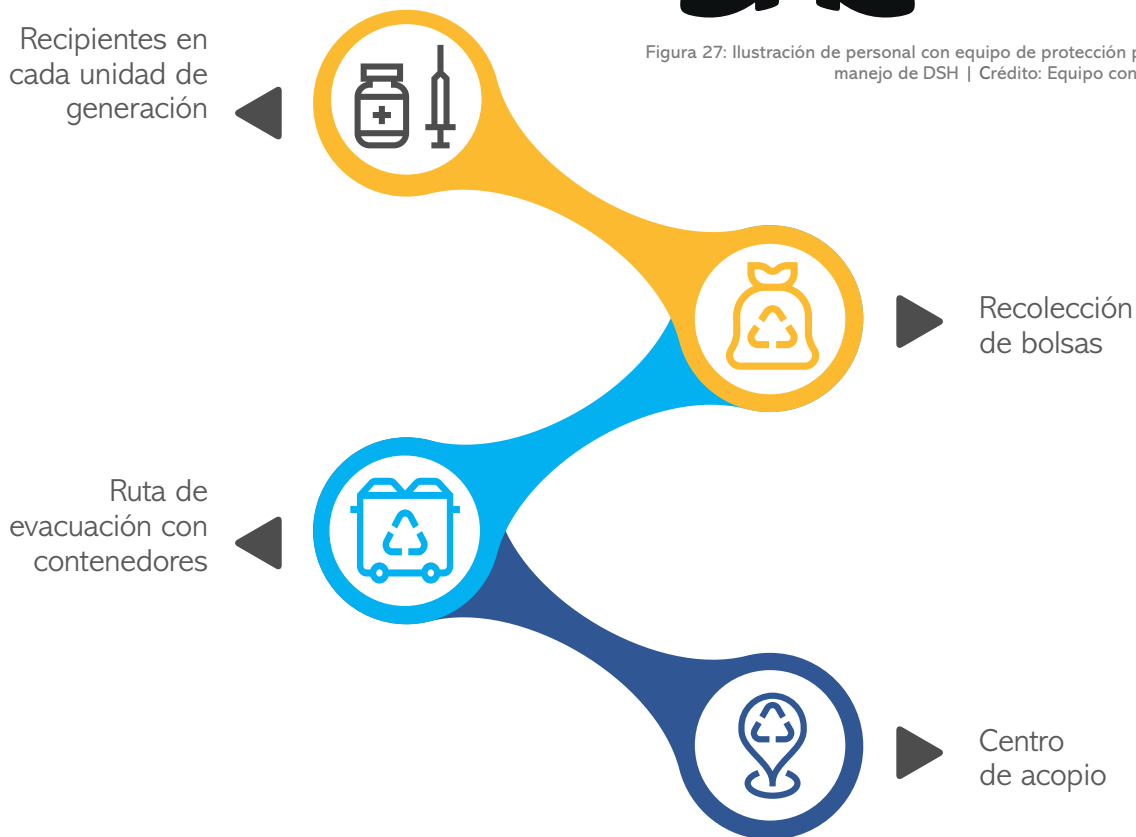 Recipientes en
cada unidad de
generación
Figura 27: Ilustración de personal con equipo de protección
manejo de DSH | Crédito: Equipo
Recolección
de bolsas
Ruta de
evacuación con
contenedores
Centro
de acopio